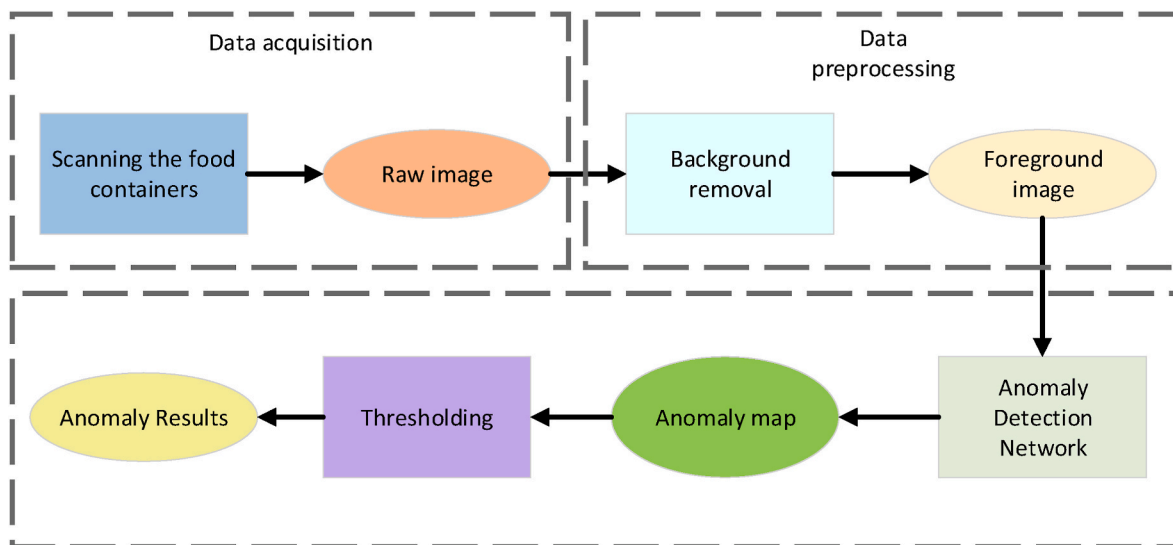 Data acquisition
Data
preprocessing
Scanning the food
containers
Raw image
Background
removal
Foreground
image
Anomaly Results
Thresholding
Anomaly map
Anomaly
Detection
Network